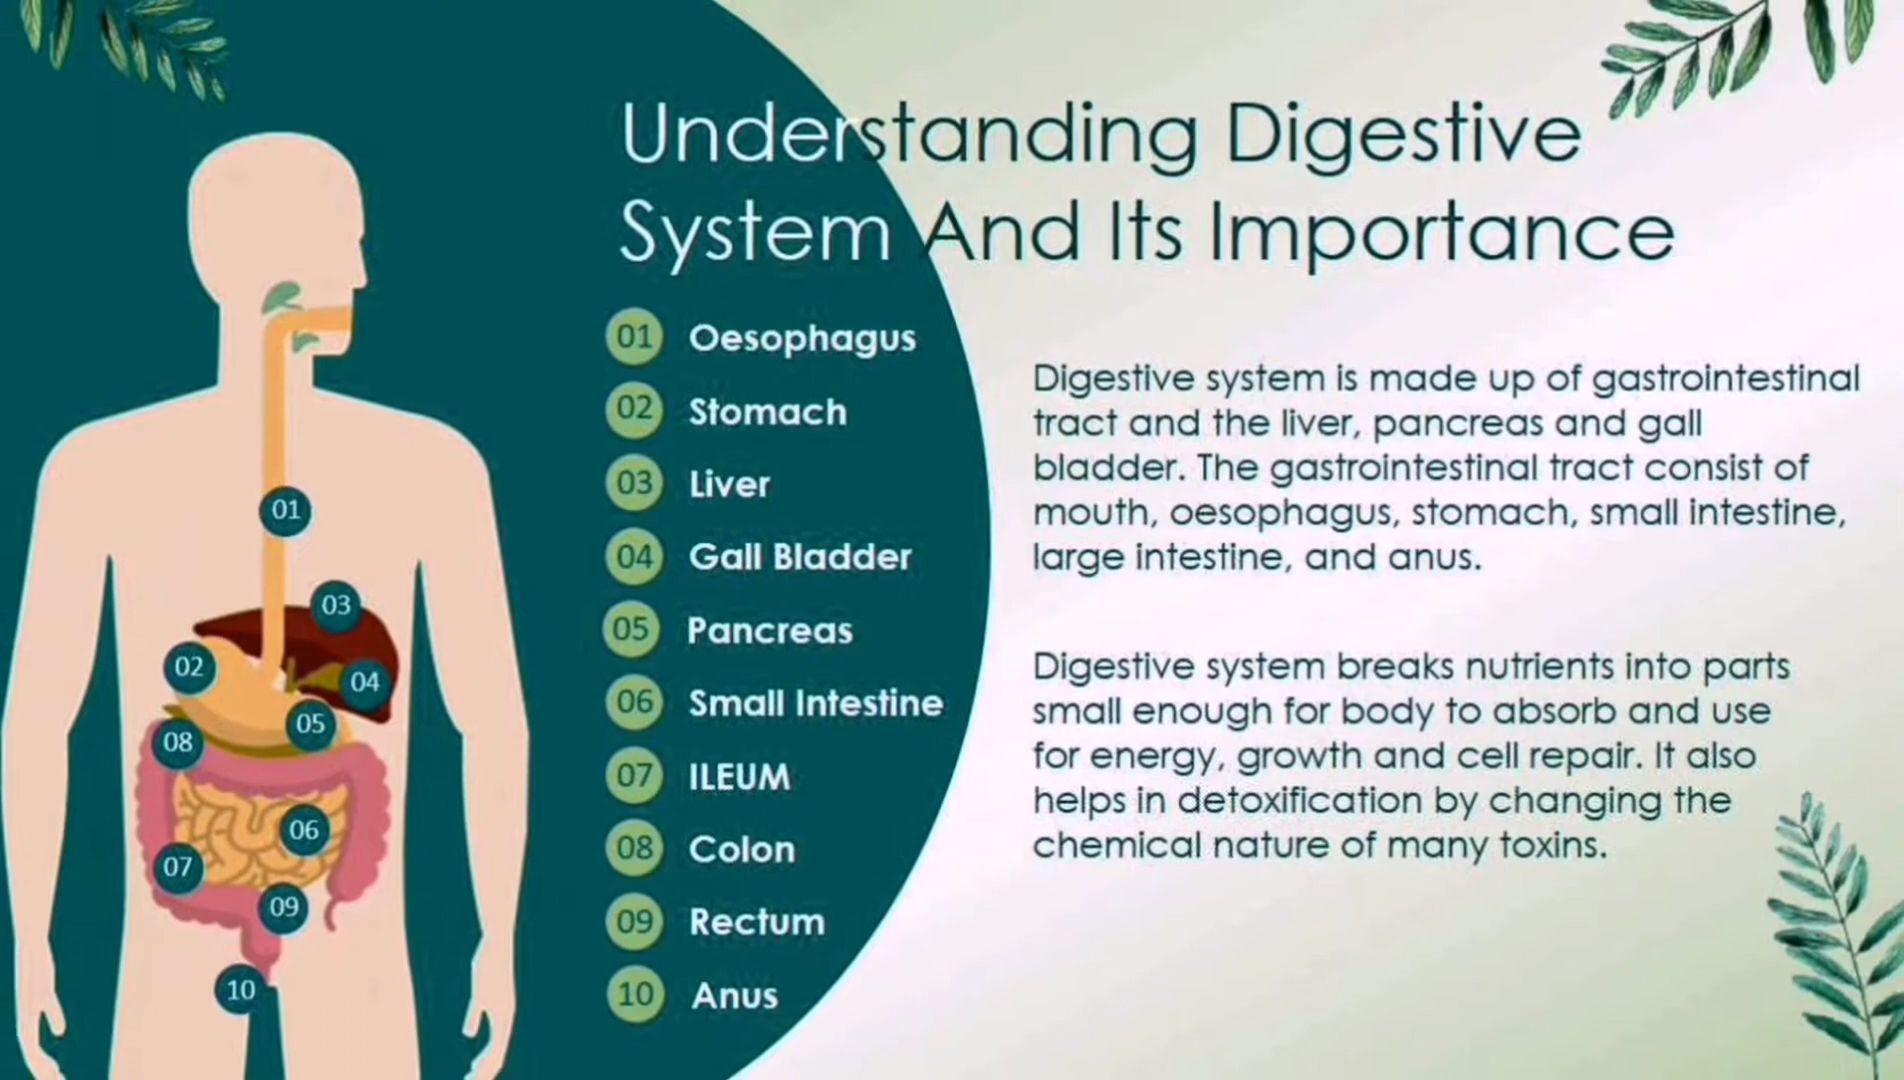 Understanding Digestive
System And Its Importance
01 Oesophagus
02 Stomach
03 Liver
04 Gall Bladder
05 Pancreas
06 Small Intestine
07 ILEUM
08 Colon
09 Rectum
10 Anus
Digestive system is made up of gastrointestinal
tract and the liver, pancreas and gall
bladder. The gastrointestinal tract consist of
mouth, oesophagus, stomach, small intestine,
large intestine, and anus.
Digestive system breaks nutrients into parts
small enough for body to absorb and use
for energy, growth and cell repair. It also
helps in detoxification by changing the
chemical nature of many toxins.
01
03
02
04
05
08
06
07
09
10